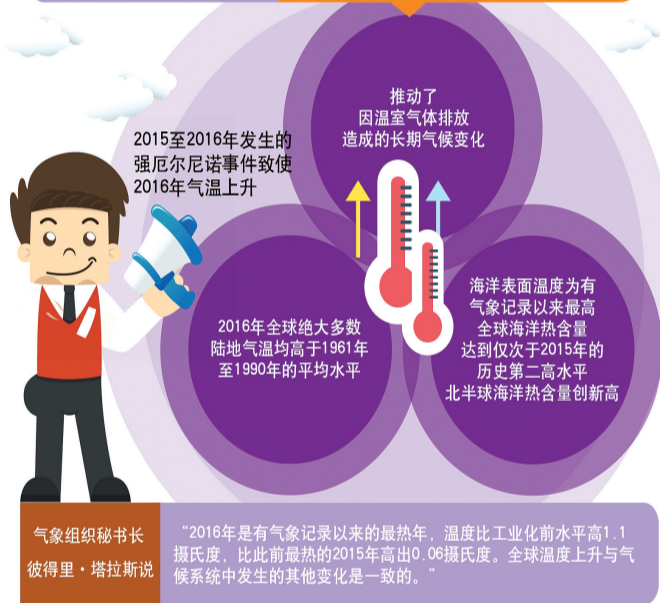 推动了
因温室气体排放
造成的长期气候变化
2015至2016年发生的
强厄尔尼诺事件致使
2016年气温上升
2016年全球绝大多数
陆地气温均高于1961年
至1990年的平均水平
海洋表面温度为有
气象记录以来最高
全球海洋热含量
达到仅次于2015年的
历史第二高水平
北半球海洋热含量创新高
气象组织秘书长
彼得里·塔拉斯说
“2016年是有气象记录以来的最热年，温度比工业化前水平高1.1
摄氏度，比此前最热的2015年高出0.06摄氏度。全球温度上升与气
候系统中发生的其他变化是一致的。”